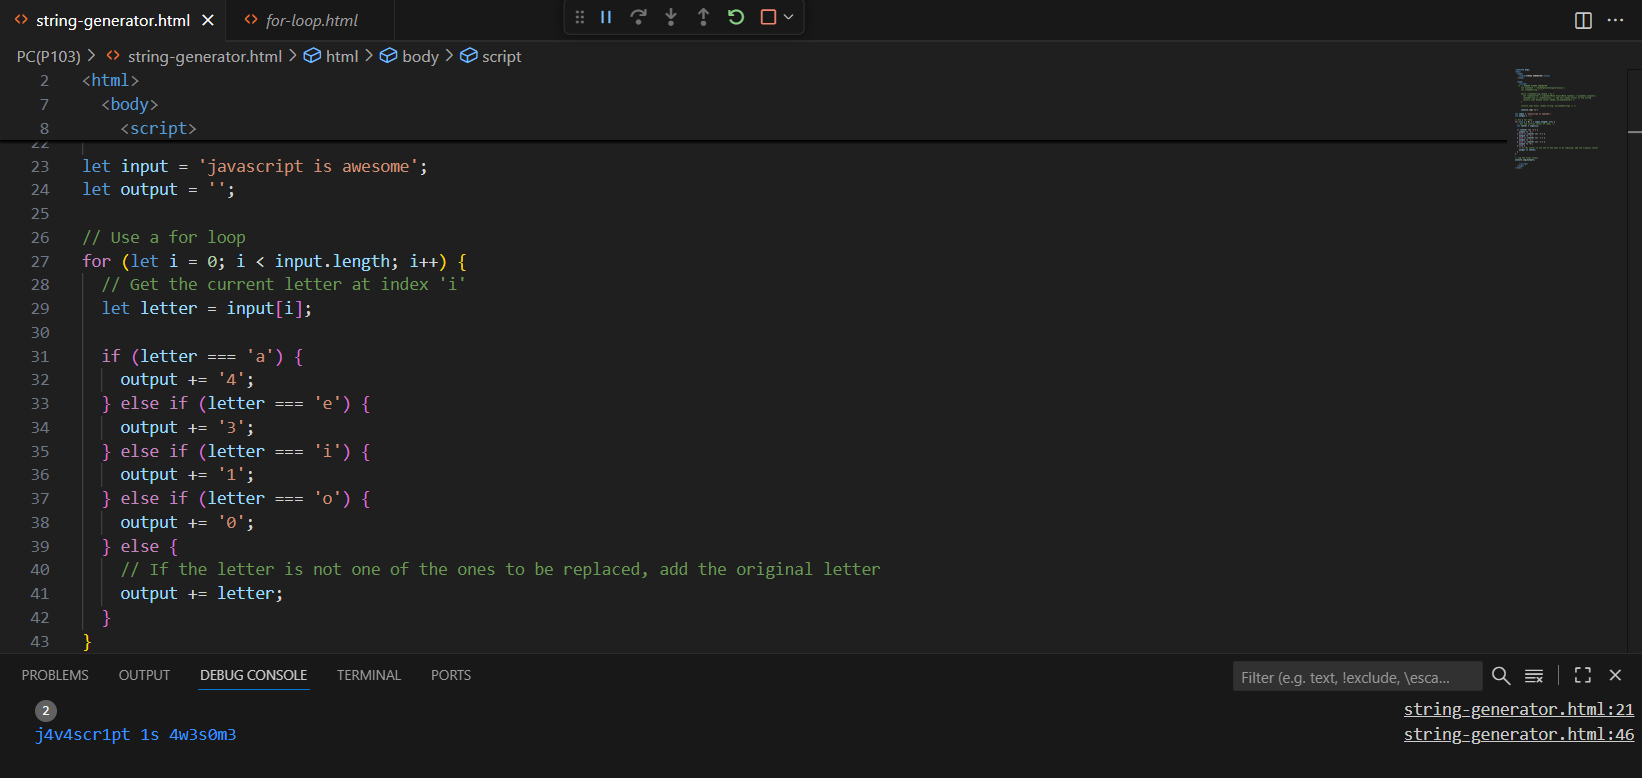 string-generator.html
for-loop.html
PC(P103) > string-generator.html > html > body > script
2 <html>
7 <body>
8 <script>
22
23 let input = 'javascript is awesome';
24 let output = '';
25
26 // Use a for loop
27 for (let i = 0; i < input.length; i++) {
28 // Get the current letter at index 'i'
29 let letter = input[i];
30
31 if (letter === 'a') {
32 output += '4';
33 } else if (letter === 'e') {
34 output += '3';
35 } else if (letter === 'i') {
36 output += '1';
37 } else if (letter === 'o') {
38 output += '0';
39 } else {
40 // If the letter is not one of the ones to be replaced, add the original letter
41 output += letter;
42 }
43 }
PROBLEMS OUTPUT DEBUG CONSOLE TERMINAL PORTS Filter (e.g. text, !exclude, \esca...
2 string-generator.html:21
j4v4scr1pt 1s 4w3s0m3 string-generator.html:46